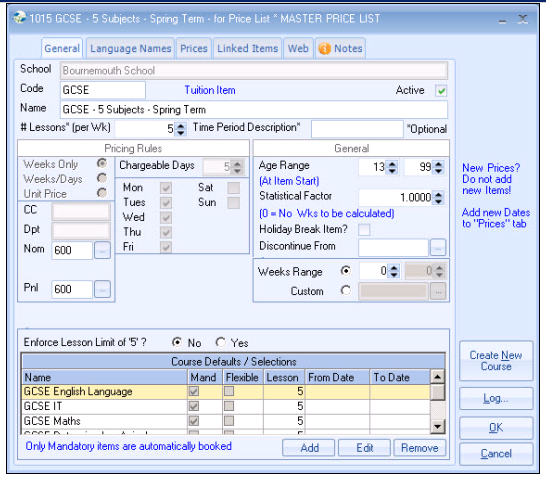 1015 GCSE - 5 Subjects - Spring Term - for Price List * MASTER PRICE LIST
General Language Names Prices Linked Items Web Notes
School Bournemouth School
Code GCSE Tuition Item Active
Name GCSE - 5 Subjects - Spring Term
# Lessons* (per Wk) 5 Time Period Description* *Optional
Pricing Rules
Weeks Only
Weeks/Days
Unit Price
CC
Dpt
Nom 600 ...
Pnl 600 ...
Chargeable Days 5
Mon Sat
Tues Sun
Wed
Thu
Fri
General
Age Range 13 99
(At Item Start)
Statistical Factor 1.0000
(0 = No Wks to be calculated)
Holiday Break Item?
Discontinue From ...
Weeks Range 0 0
Custom ...
New Prices?
Do not add
new Items!
Add new Dates
to "Prices" tab
Enforce Lesson Limit of '5' ? No Yes
Course Defaults / Selections
Name Mand Flexible Lesson From Date To Date
GCSE English Language 5
GCSE IT 5
GCSE Maths 5
Only Mandatory items are automatically booked
Add Edit Remove
Create New
Course
Log...
OK
Cancel